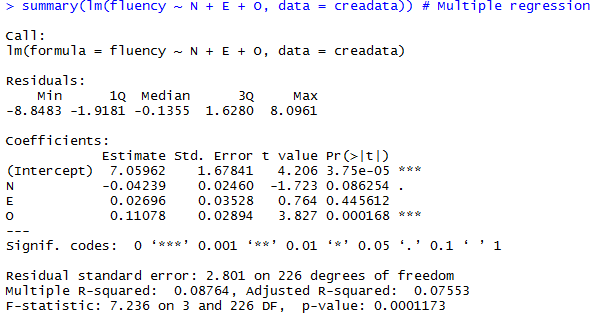 > summary(lm(fluency ~ N + E + O, data = creadata)) # Multiple regression
Call:
lm(formula = fluency ~ N + E + O, data = creadata)
Residuals:
    Min      1Q  Median      3Q     Max
-8.8483 -1.9181 -0.1355  1.6280  8.0961
Coefficients:
            Estimate Std. Error t value Pr(>|t|)
(Intercept)  7.05962    1.67841   4.206 3.75e-05 ***
N           -0.04239    0.02460  -1.723 0.086254 .
E            0.02696    0.03528   0.764 0.445612
O            0.11078    0.02894   3.827 0.000168 ***
---
Signif. codes:  0 ‘***’ 0.001 ‘**’ 0.01 ‘*’ 0.05 ‘.’ 0.1 ‘ ’ 1
Residual standard error: 2.801 on 226 degrees of freedom
Multiple R-squared:  0.08764, Adjusted R-squared:  0.07553
F-statistic: 7.236 on 3 and 226 DF,  p-value: 0.0001173